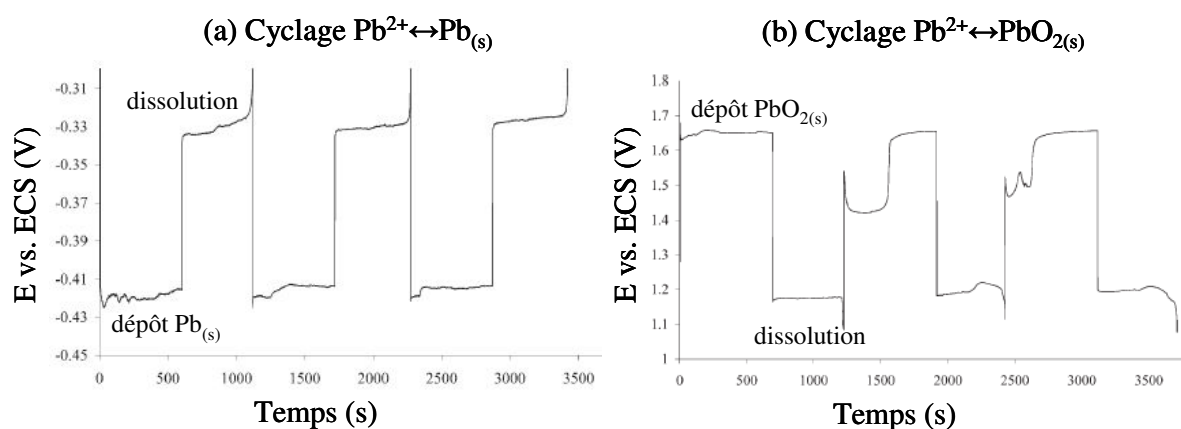 (a) Cyclage Pb²⁺↔Pb₍ₛ₎
-0.31
-0.33
-0.35
-0.37
-0.39
-0.41
-0.43
-0.45
E vs. ECS (V)
dissolution
dépôt Pb₍ₛ₎
0 500 1000 1500 2000 2500 3000 3500
Temps (s)
(b) Cyclage Pb²⁺↔PbO₂₍ₛ₎
1.8
1.7
1.6
1.5
1.4
1.3
1.2
1.1
1
E vs. ECS (V)
dépôt PbO₂₍ₛ₎
dissolution
0 500 1000 1500 2000 2500 3000 3500
Temps (s)